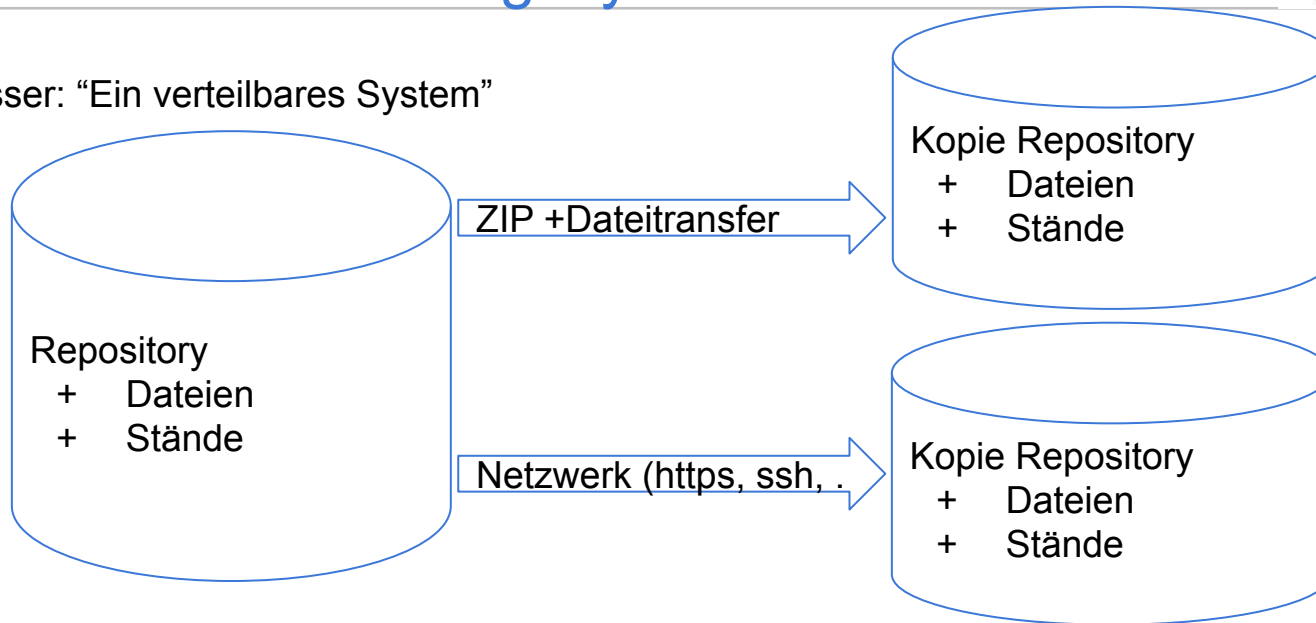 sser: “Ein verteilbares System”
Repository
+ Dateien
+ Stände
ZIP +Dateitransfer
Netzwerk (https, ssh, .
Kopie Repository
+ Dateien
+ Stände
Kopie Repository
+ Dateien
+ Stände